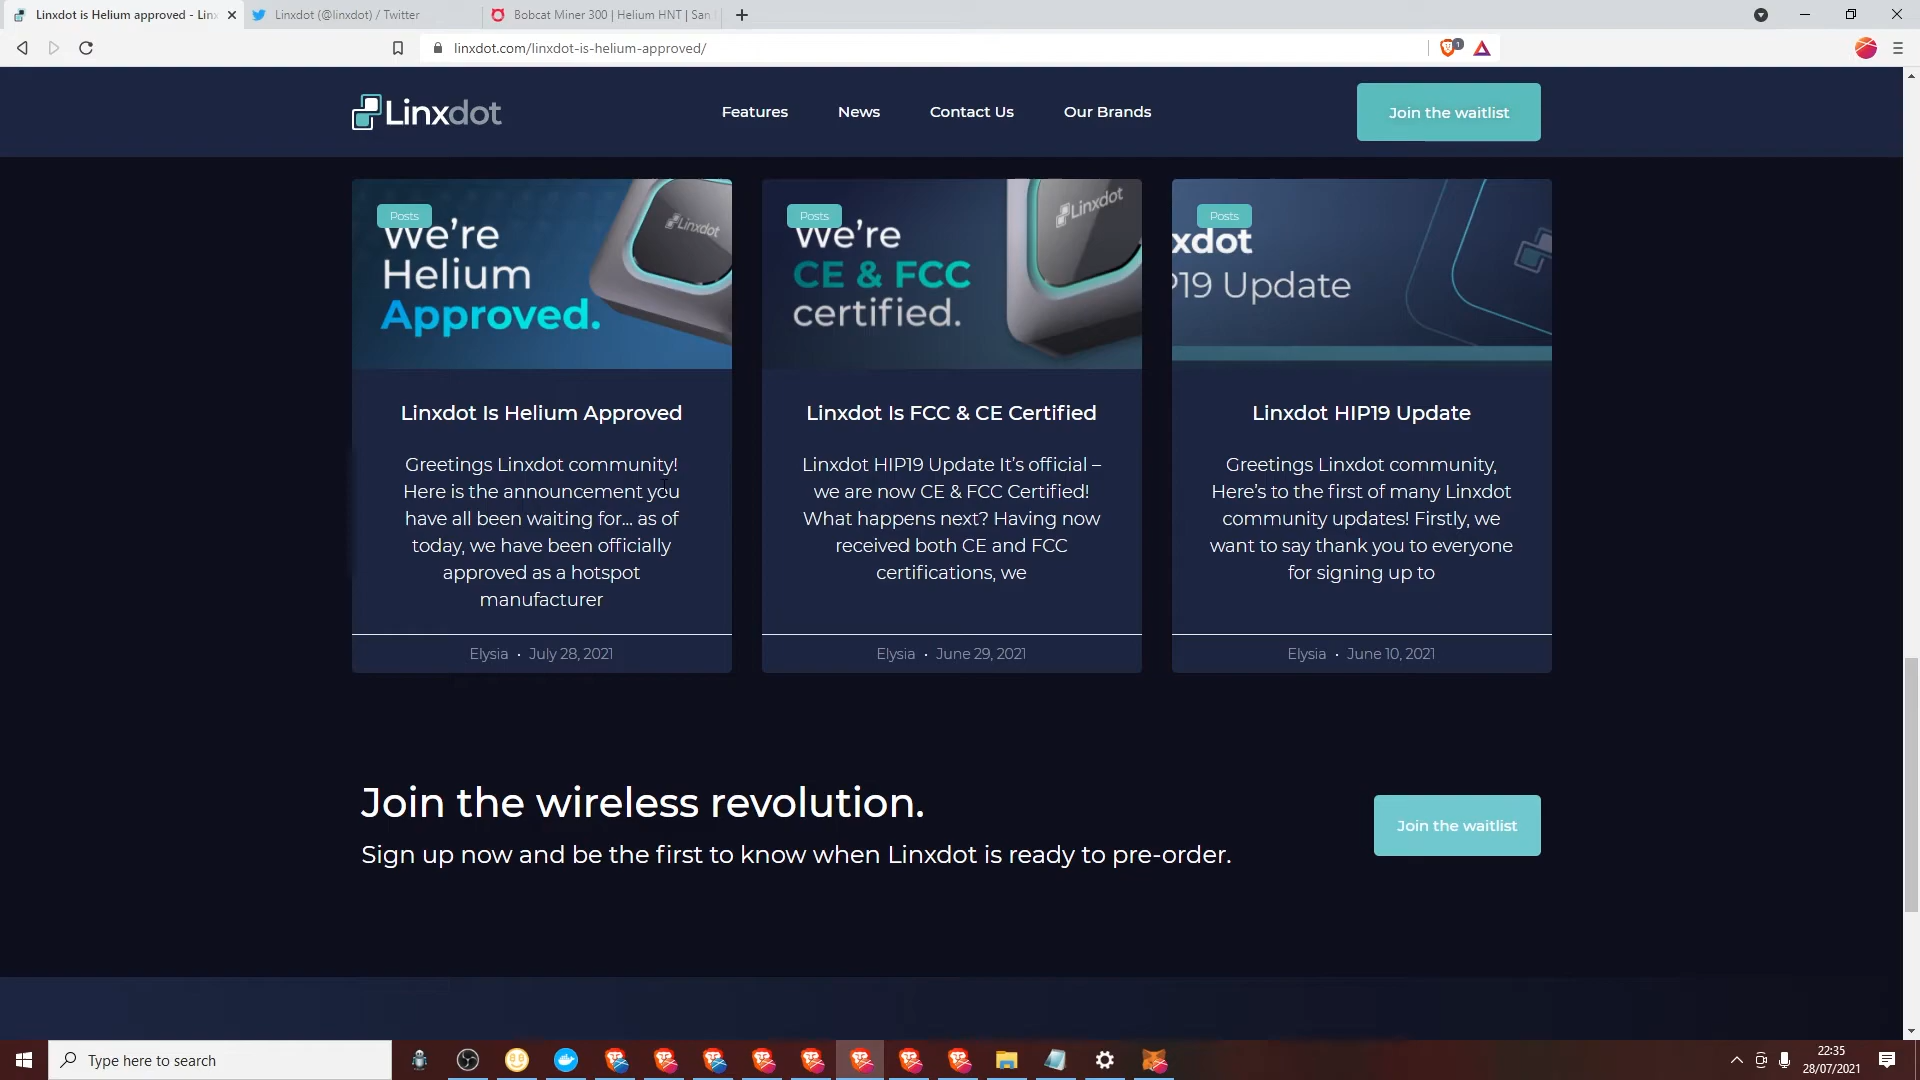 Linxdot is Helium approved - Linx
Linxdot (@linxdot) / Twitter
Bobcat Miner 300 | Helium HNT | San
linxdot.com/linxdot-is-helium-approved/
1
Linxdot
Features
News
Contact Us
Our Brands
Join the waitlist
Posts
We're
Helium
Approved.
Linxdot
Linxdot Is Helium Approved
Greetings Linxdot community!
Here is the announcement you
have all been waiting for... as of
today, we have been officially
approved as a hotspot
manufacturer
Elysia • July 28, 2021
Posts
We're
CE & FCC
certified.
Linxdot
Linxdot Is FCC & CE Certified
Linxdot HIP19 Update It's official –
we are now CE & FCC Certified!
What happens next? Having now
received both CE and FCC
certifications, we
Elysia • June 29, 2021
Posts
xdot
P19 Update
Linxdot HIP19 Update
Greetings Linxdot community,
Here's to the first of many Linxdot
community updates! Firstly, we
want to say thank you to everyone
for signing up to
Elysia • June 10, 2021
Join the wireless revolution.
Sign up now and be the first to know when Linxdot is ready to pre-order.
Join the waitlist
Type here to search
22:35
28/07/2021